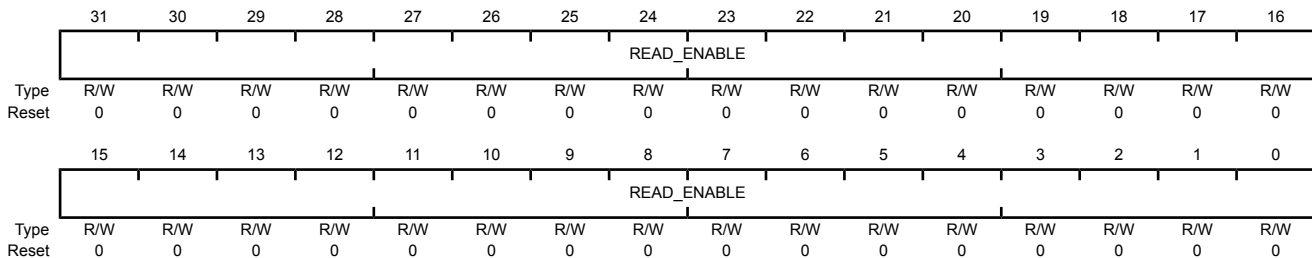 31 30 29 28 27 26 25 24 23 22 21 20 19 18 17 16
READ_ENABLE
Type R/W R/W R/W R/W R/W R/W R/W R/W R/W R/W R/W R/W R/W R/W R/W R/W
Reset 0 0 0 0 0 0 0 0 0 0 0 0 0 0 0 0
15 14 13 12 11 10 9 8 7 6 5 4 3 2 1 0
READ_ENABLE
Type R/W R/W R/W R/W R/W R/W R/W R/W R/W R/W R/W R/W R/W R/W R/W R/W
Reset 0 0 0 0 0 0 0 0 0 0 0 0 0 0 0 0